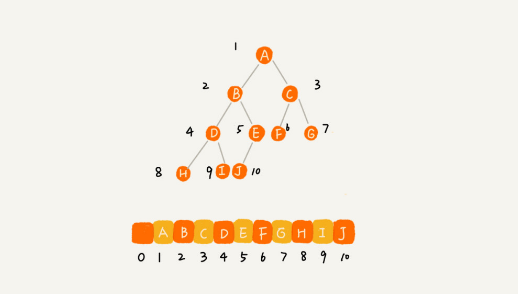 1 A
2 B C 3
4 D 5 E F 6 G 7
8 H 9 I J 10
A B C D E F G H I J
0 1 2 3 4 5 6 7 8 9 10